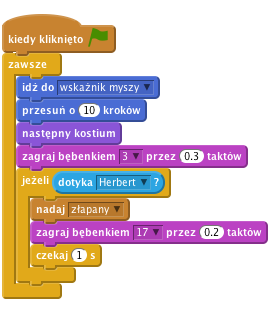 kiedy kliknięto
zawsze
idź do wskaźnik myszy
przesuń o 10 kroków
następny kostium
zagraj bębenkiem 3 przez 0.3 taktów
jeżeli dotyka Herbert ?
nadaj złapany
zagraj bębenkiem 17 przez 0.2 taktów
czekaj 1 s